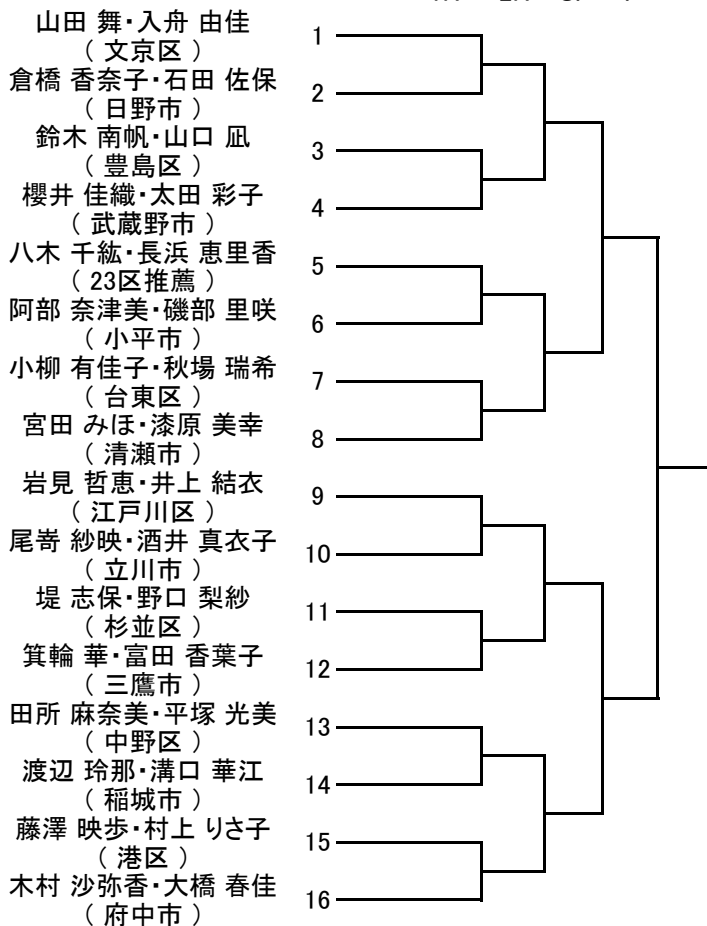 山田 舞・入舟 由佳
( 文京区 )
1
倉橋 香奈子・石田 佐保
( 日野市 )
2
鈴木 南帆・山口 凪
( 豊島区 )
3
櫻井 佳織・太田 彩子
( 武蔵野市 )
4
八木 千紘・長浜 恵里香
( 23区推薦 )
5
阿部 奈津美・磯部 里咲
( 小平市 )
6
小柳 有佳子・秋場 瑞希
( 台東区 )
7
宮田 みほ・漆原 美幸
( 清瀬市 )
8
岩見 哲恵・井上 結衣
( 江戸川区 )
9
尾嵜 紗映・酒井 真衣子
( 立川市 )
10
堤 志保・野口 梨紗
( 杉並区 )
11
箕輪 華・富田 香葉子
( 三鷹市 )
12
田所 麻奈美・平塚 光美
( 中野区 )
13
渡辺 玲那・溝口 華江
( 稲城市 )
14
藤澤 映歩・村上 りさ子
( 港区 )
15
木村 沙弥香・大橋 春佳
( 府中市 )
16